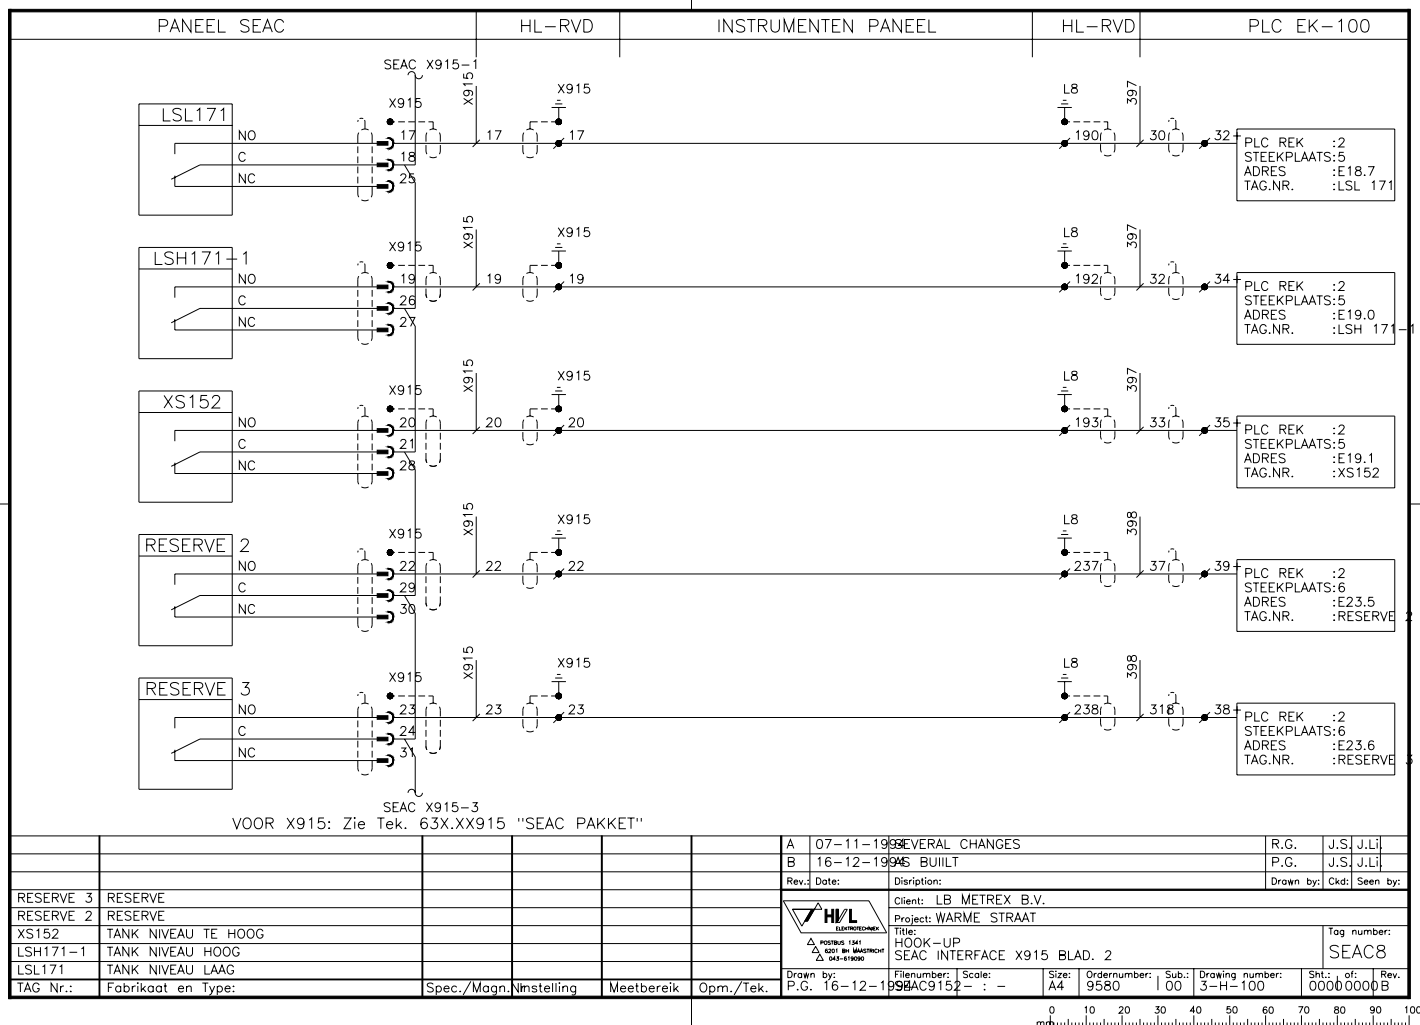 PANEEL SEAC HL-RVD INSTRUMENTEN PANEEL HL-RVD PLC EK-100
SEAC X915-1
LSL171
NO
C
NC
X915
17
18
25
X915
17
X915
17
L8
190
397
30
32+
PLC REK :2
STEEKPLAATS:5
ADRES :E18.7
TAG.NR. :LSL 171
LSH171-1
NO
C
NC
X915
19
26
27
X915
19
X915
19
L8
192
397
32
34+
PLC REK :2
STEEKPLAATS:5
ADRES :E19.0
TAG.NR. :LSH 171-1
XS152
NO
C
NC
X915
20
21
28
X915
20
X915
20
L8
193
397
33
35+
PLC REK :2
STEEKPLAATS:5
ADRES :E19.1
TAG.NR. :XS152
RESERVE 2
NO
C
NC
X915
22
29
30
X915
22
X915
22
L8
237
398
37
39+
PLC REK :2
STEEKPLAATS:6
ADRES :E23.5
TAG.NR. :RESERVE 2
RESERVE 3
NO
C
NC
X915
23
24
31
X915
23
X915
23
L8
238
398
318
38+
PLC REK :2
STEEKPLAATS:6
ADRES :E23.6
TAG.NR. :RESERVE 3
SEAC X915-3
VOOR X915: Zie Tek. 63X.XX915 "SEAC PAKKET"
RESERVE 3 RESERVE
RESERVE 2 RESERVE
XS152 TANK NIVEAU TE HOOG
LSH171-1 TANK NIVEAU HOOG
LSL171 TANK NIVEAU LAAG
TAG Nr.: Fabrikaat en Type: Spec./Magn.Nr. Instelling Meetbereik Opm./Tek.
A 07-11-1994 SEVERAL CHANGES R.G. J.S. J.Li.
B 16-12-1994 AS BUIILT P.G. J.S. J.Li.
Rev.: Date: Disription: Drawn by: Ckd: Seen by:
HVL
ELEKTROTECHNIEK
POSTBUS 1341
6201 BH MAASTRICHT
043-619090
Client: LB METREX B.V.
Project: WARME STRAAT
Title:
HOOK-UP
SEAC INTERFACE X915 BLAD. 2
Tag number:
SEAC8
Drawn by: Filenumber: Scale: Size: Ordernumber: Sub.: Drawing number: Sht.: of: Rev.
P.G. 16-12-1994 SEAC9152 - : - A4 9580 00 3-H-100 0000 0000 B
0 10 20 30 40 50 60 70 80 90 100
mm